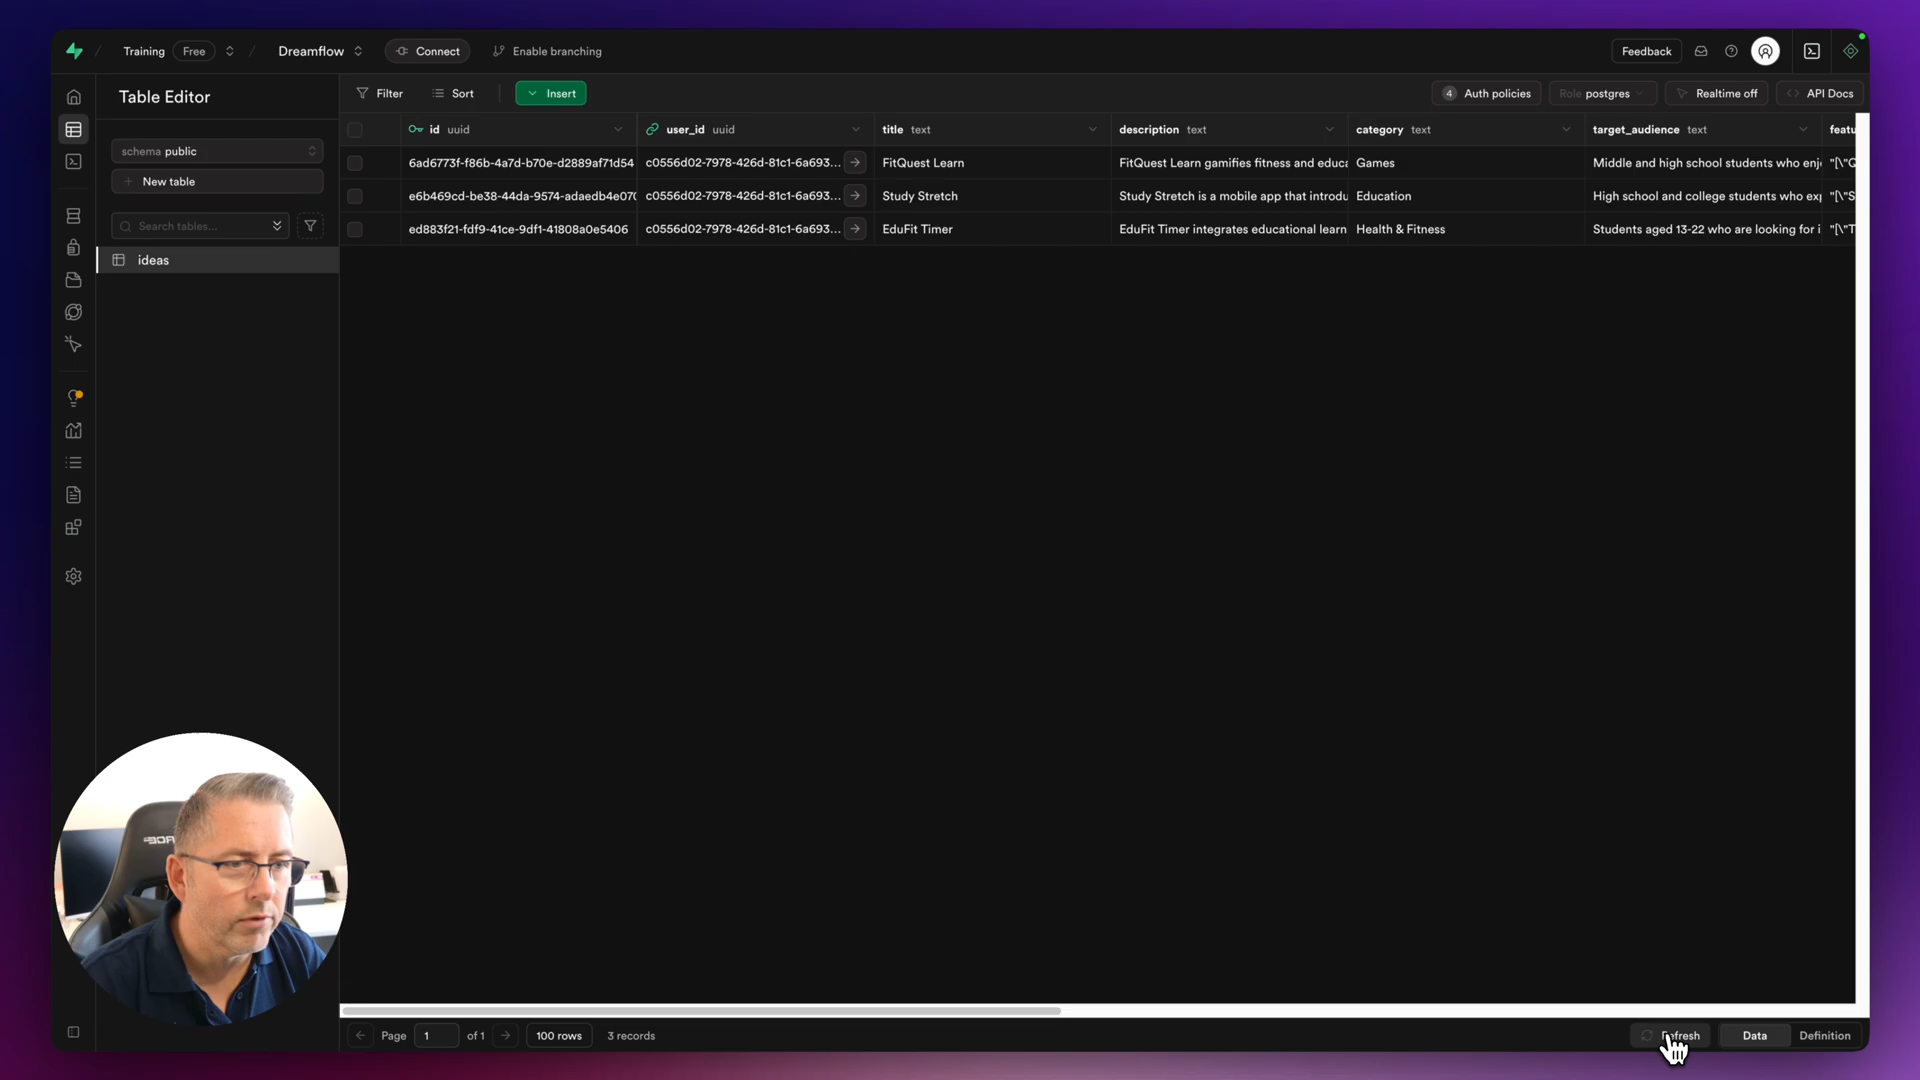 Training Free Dreamflow Connect Enable branching Feedback
Table Editor Filter Sort Insert 4 Auth policies Role postgres Realtime off API Docs
id uuid user_id uuid title text description text category text target_audience text featu
schema public
New table
Search tables...
ideas
6ad6773f-f86b-4a7d-b70e-d2889af71d54 c0556d02-7978-426d-81c1-6a693... FitQuest Learn FitQuest Learn gamifies fitness and educa Games Middle and high school students who enj "[\"G
e6b469cd-be38-44da-9574-adaedb4e070 c0556d02-7978-426d-81c1-6a693... Study Stretch Study Stretch is a mobile app that introdu Education High school and college students who exp "[\"S
ed883f21-fdf9-41ce-9df1-41808a0e5406 c0556d02-7978-426d-81c1-6a693... EduFit Timer EduFit Timer integrates educational learn Health & Fitness Students aged 13-22 who are looking for i "[\"T
Page 1 of 1 100 rows 3 records Refresh Data Definition